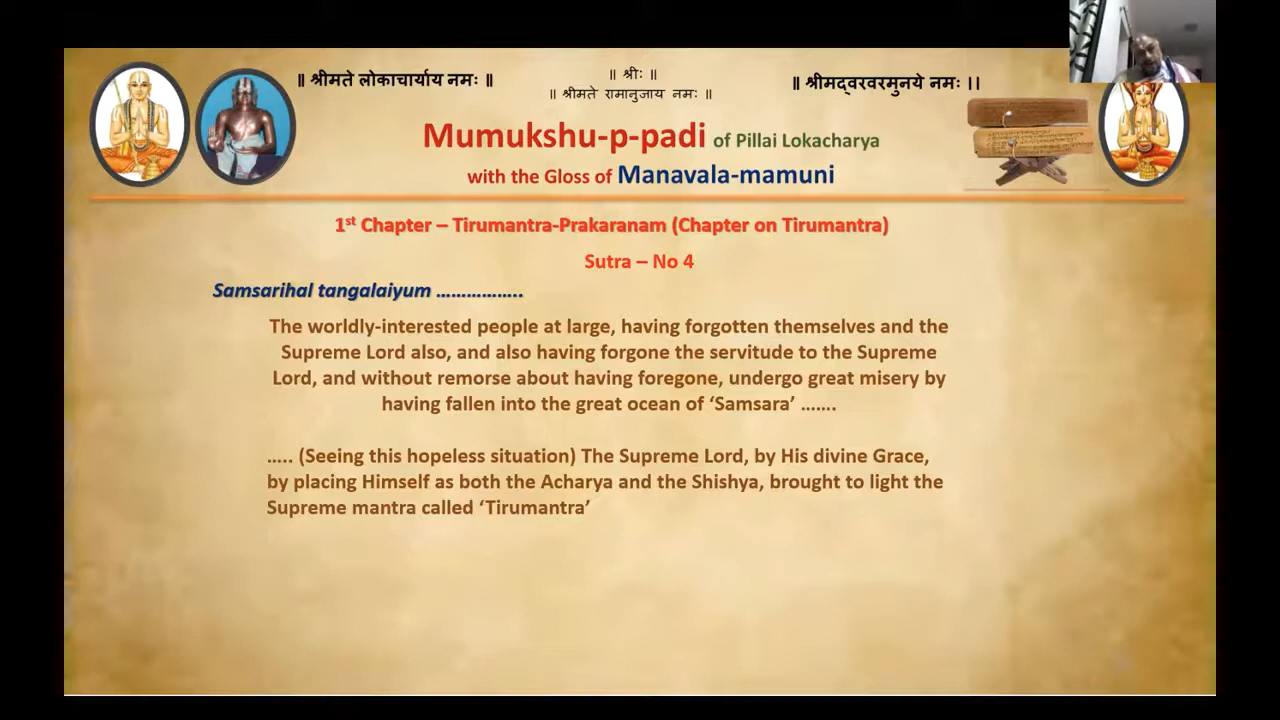 ॥ श्रीमते लोकाचार्याय नमः ॥
॥ श्रीः ॥
॥ श्रीमते रामानुजाय नमः ॥
॥ श्रीमद्वरवरमुनये नमः ।।
Mumukshu-p-padi of Pillai Lokacharya
with the Gloss of Manavala-mamuni
1st Chapter – Tirumantra-Prakaranam (Chapter on Tirumantra)
Sutra – No 4
Samsarihal tangalaiyum ……………..
The worldly-interested people at large, having forgotten themselves and the
Supreme Lord also, and also having forgone the servitude to the Supreme
Lord, and without remorse about having foregone, undergo great misery by
having fallen into the great ocean of ‘Samsara’ …….
….. (Seeing this hopeless situation) The Supreme Lord, by His divine Grace,
by placing Himself as both the Acharya and the Shishya, brought to light the
Supreme mantra called ‘Tirumantra’